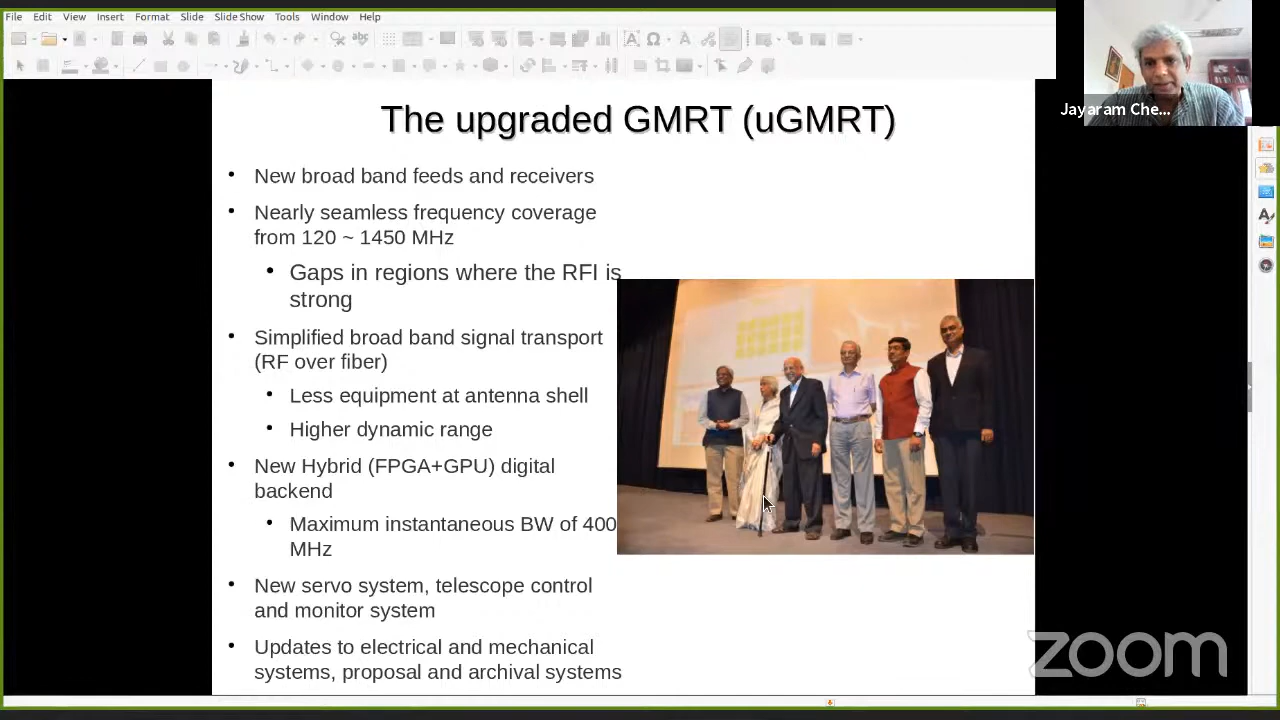 File Edit View Insert Format Slide Slide Show Tools Window Help
Jayaram Che...
The upgraded GMRT (uGMRT)
• New broad band feeds and receivers
• Nearly seamless frequency coverage
from 120 ~ 1450 MHz
• Gaps in regions where the RFI is
strong
• Simplified broad band signal transport
(RF over fiber)
• Less equipment at antenna shell
• Higher dynamic range
• New Hybrid (FPGA+GPU) digital
backend
• Maximum instantaneous BW of 400
MHz
• New servo system, telescope control
and monitor system
• Updates to electrical and mechanical
systems, proposal and archival systems
zoom